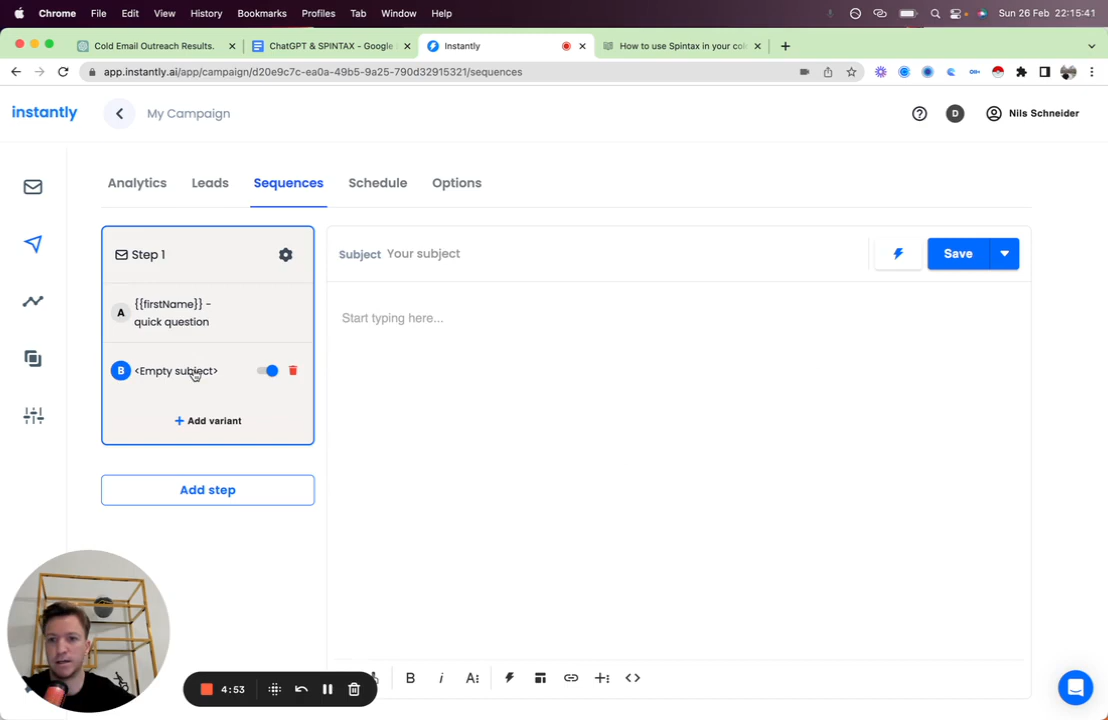 Chrome File Edit View History Bookmarks Profiles Tab Window Help Sun 26 Feb 22:15:41
Cold Email Outreach Results. ChatGPT & SPINTAX - Google Instantly How to use Spintax in your col
app.instantly.ai/app/campaign/d20e9c7c-ea0a-49b5-9a25-790d32915321/sequences
instantly My Campaign D Nils Schneider
Analytics Leads Sequences Schedule Options
Step 1
Subject Your subject Save
A {{firstName}} -
quick question
Start typing here...
B <Empty subject>
+ Add variant
Add step
4:53 B i A